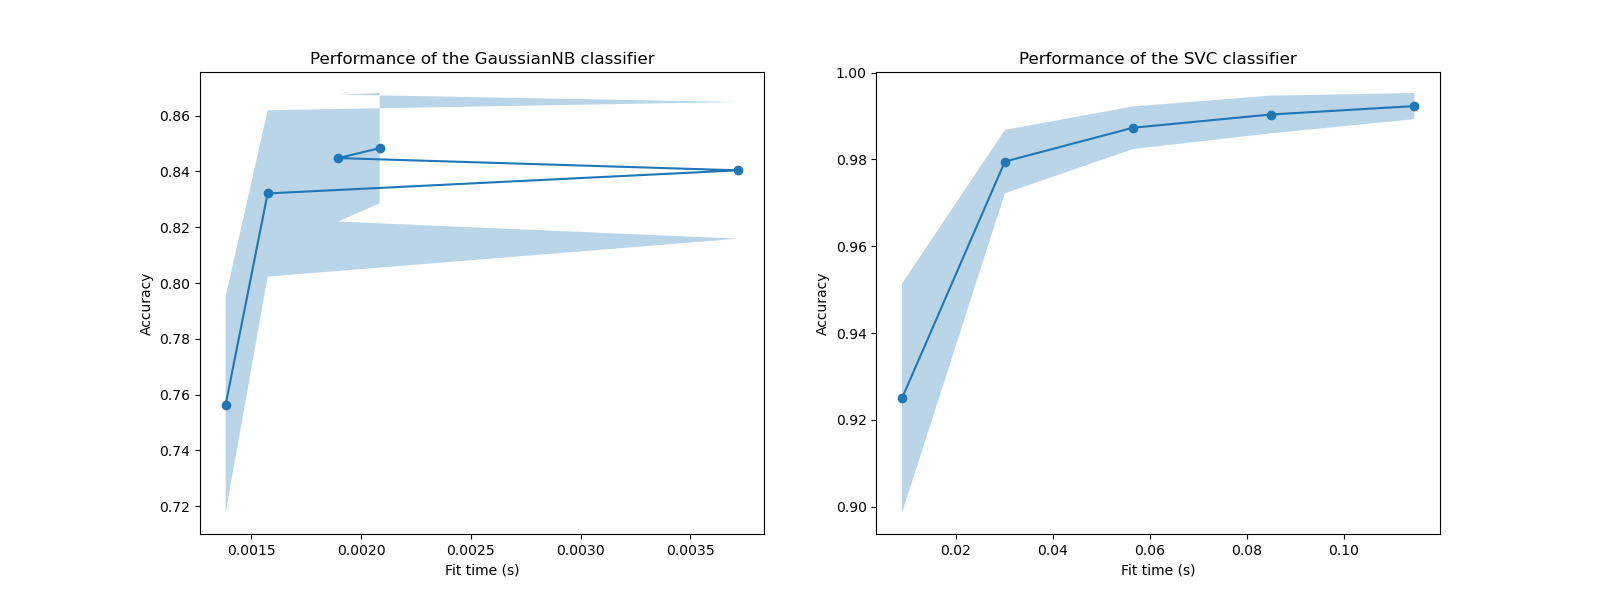 Performance of the GaussianNB classifier
Accuracy
0.86
0.84
0.82
0.80
0.78
0.76
0.74
0.72
0.0015 0.0020 0.0025 0.0030 0.0035
Fit time (s)
Performance of the SVC classifier
Accuracy
1.00
0.98
0.96
0.94
0.92
0.90
0.02 0.04 0.06 0.08 0.10
Fit time (s)